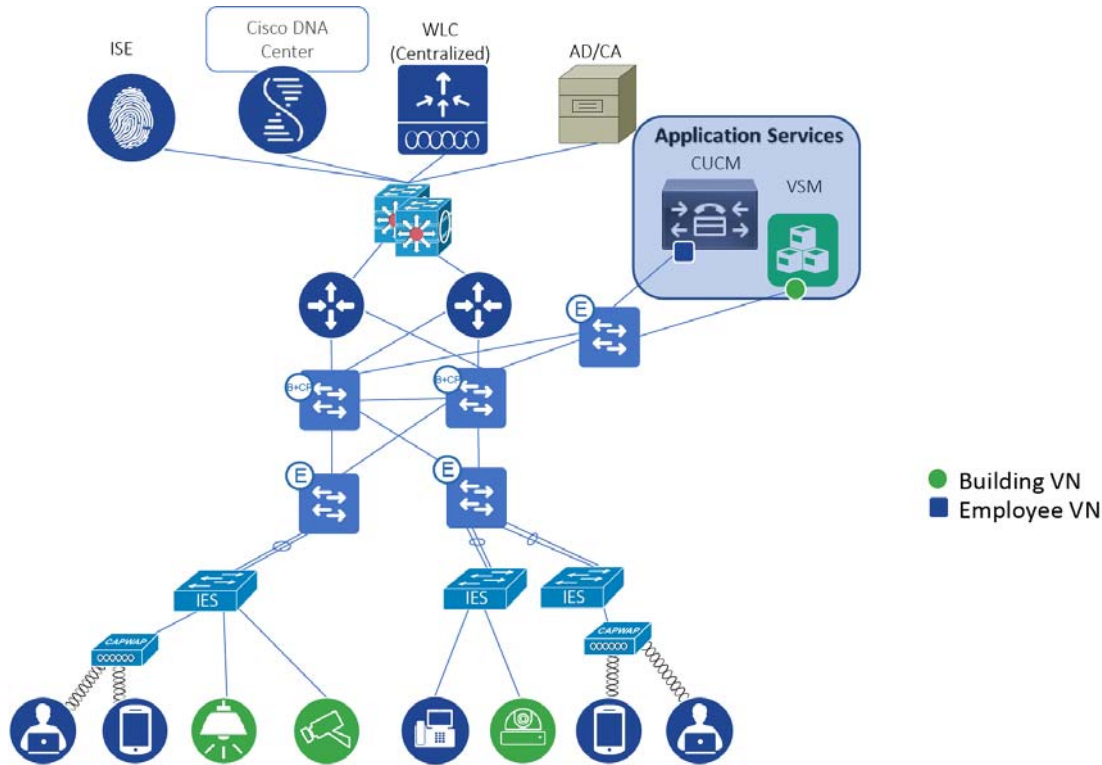 ISE
Cisco DNA
Center
WLC
(Centralized)
AD/CA
Application Services
CUCM
VSM
E
B+CP
B+CP
E
E
Building VN
Employee VN
IES
IES
IES
CAPWAP
CAPWAP